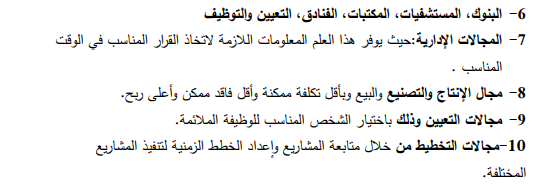 6- البنوك، المستشفيات، المكتبات، الفنادق، التعيين والتوظيف
7- المجالات الإدارية:حيث يوفر هذا العلم المعلومات اللازمة لاتخاذ القرار المناسب في الوقت
المناسب .
8- مجال الإنتاج والتصنيع والبيع وبأقل تكلفة ممكنة وأقل فاقد ممكن وأعلى ربح.
9- مجالات التعيين وذلك باختيار الشخص المناسب للوظيفة الملائمة.
10-مجالات التخطيط من خلال متابعة المشاريع وإعداد الخطط الزمنية لتنفيذ المشاريع
المختلفة.